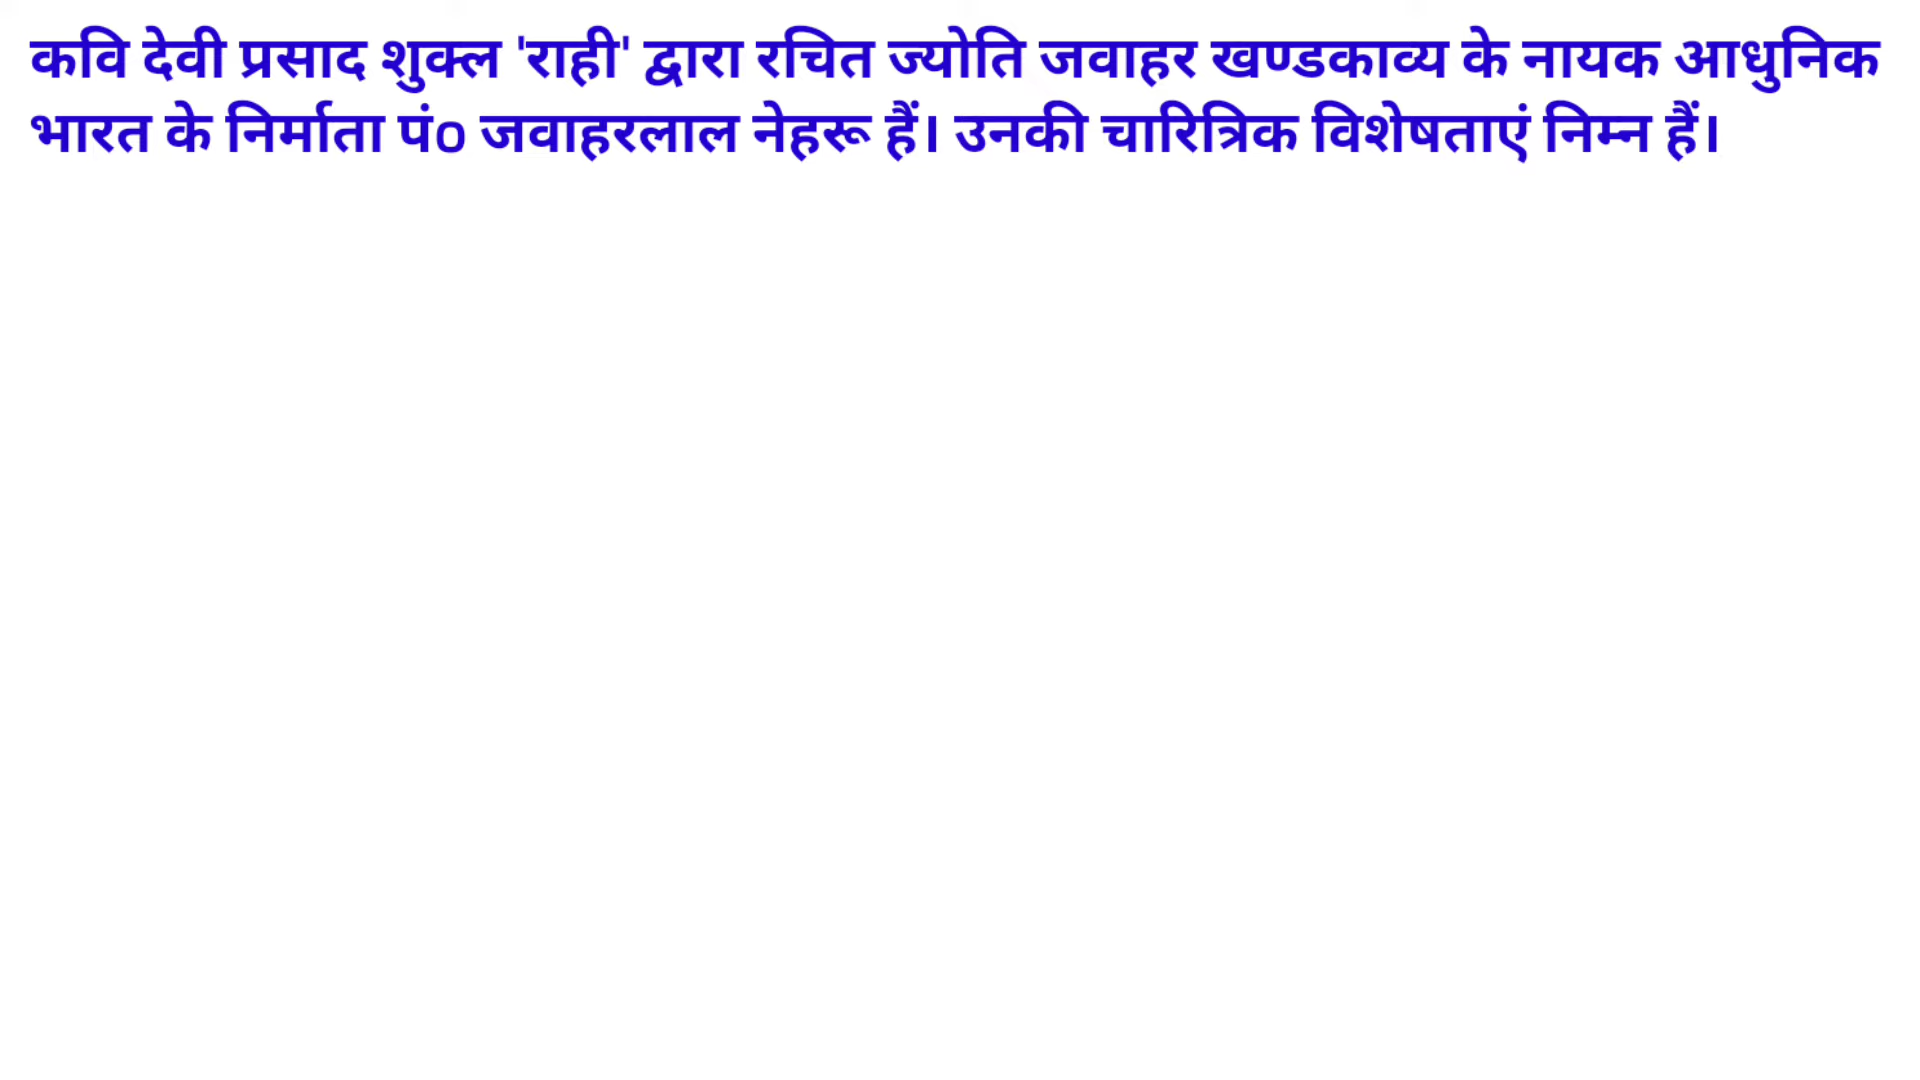 कवि देवी प्रसाद शुक्ल 'राही' द्वारा रचित ज्योति जवाहर खण्डकाव्य के नायक आधुनिक
भारत के निर्माता पं० जवाहरलाल नेहरू हैं। उनकी चारित्रिक विशेषताएं निम्न हैं।